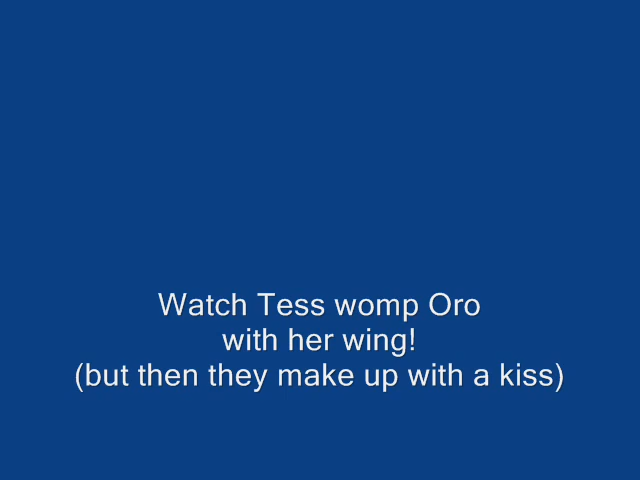 Watch Tess womp Oro
with her wing!
(but then they make up with a kiss)